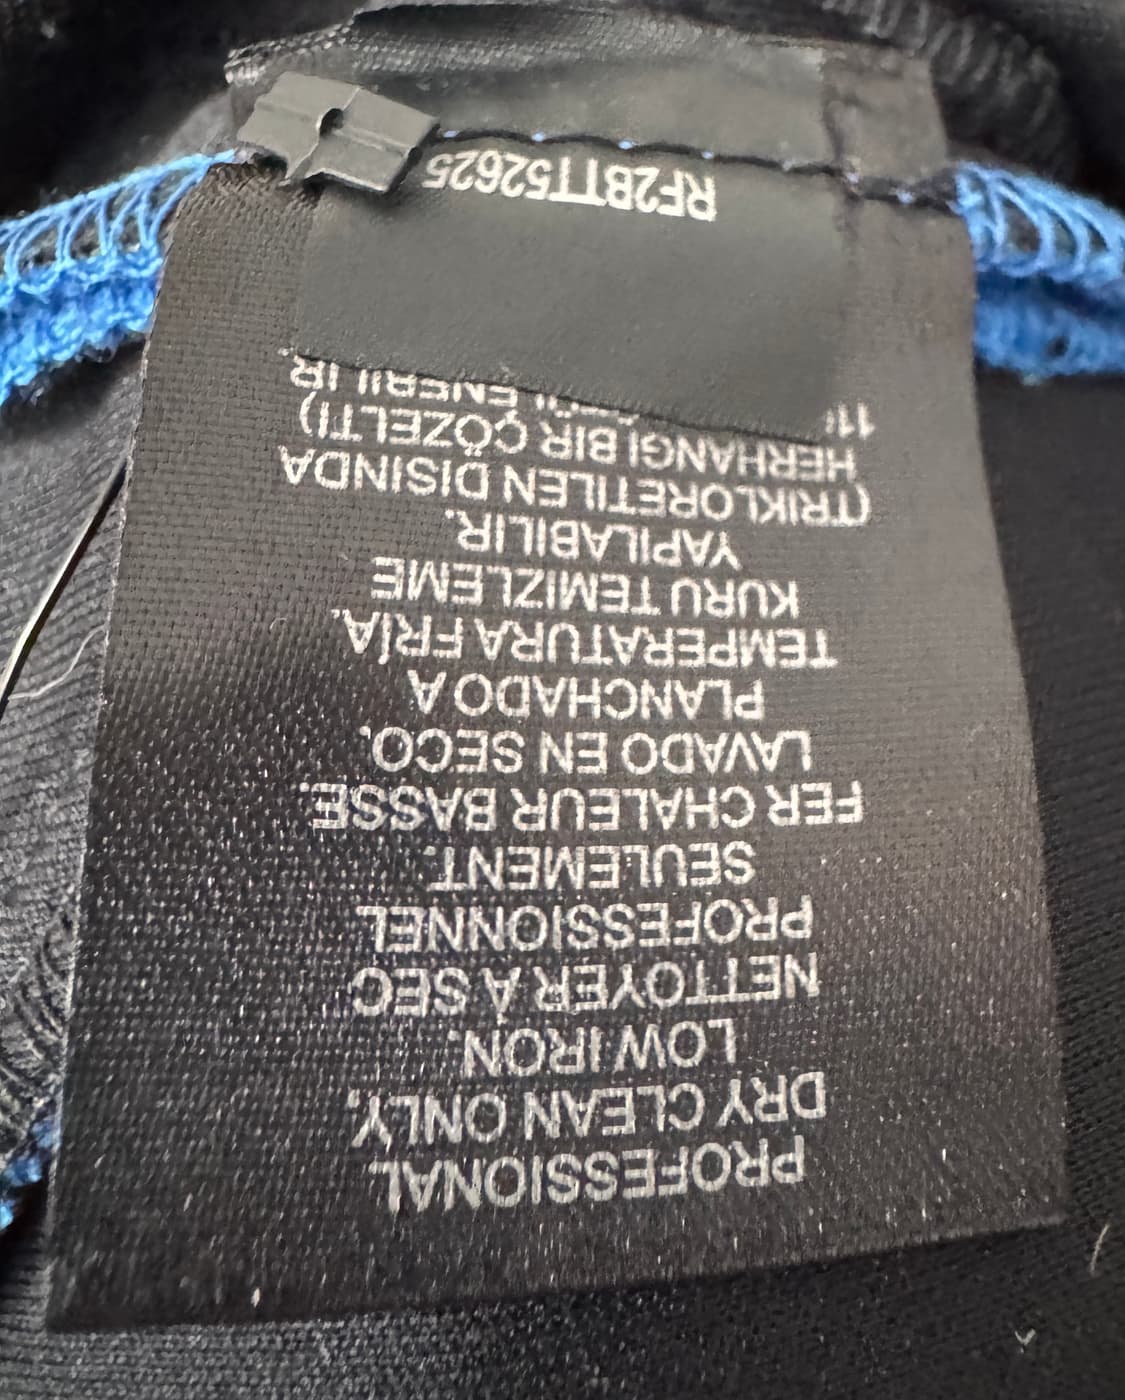 PROFESSIONAL
DRY CLEAN ONLY.
LOW IRON.
NETTOYER À SEC
PROFESSIONNEL
SEULEMENT.
FER CHALEUR BASSE.
LAVADO EN SECO.
PLANCHADO A
TEMPERATURA FRÍA.
KURU TEMIZLEME
YAPILABILIR.
(TRIKLORETILEN DISINDA
HERHANGI BIR ÇÖZELTI)
RF2BTT52625